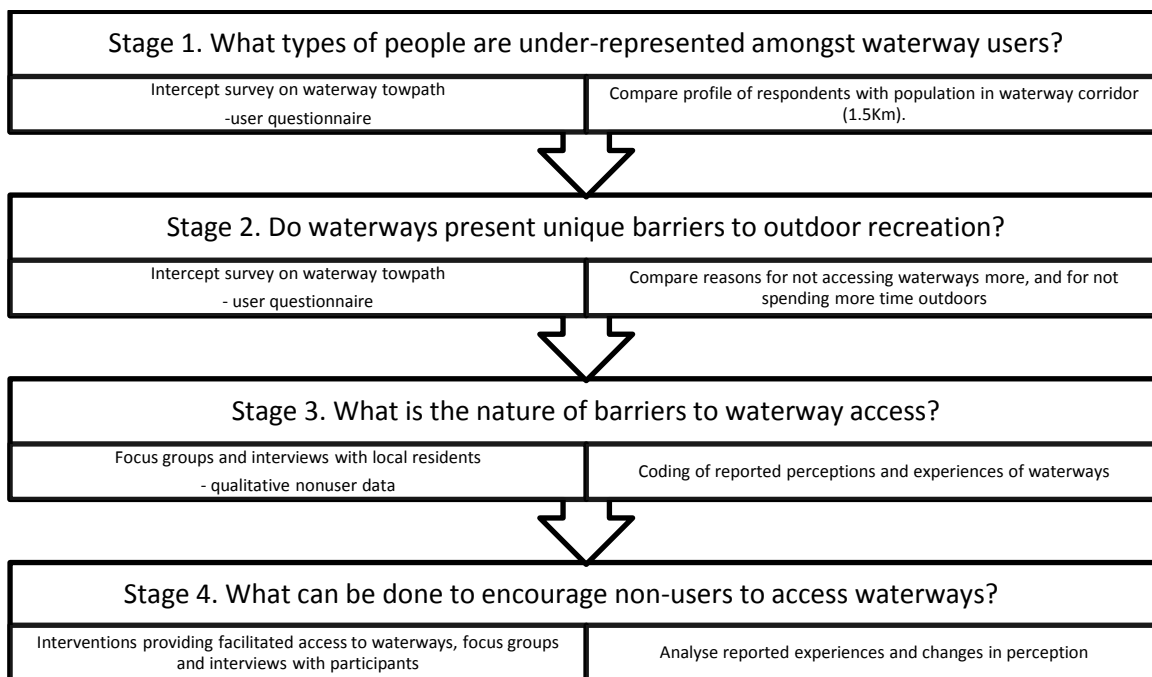 Stage 1. What types of people are under-represented amongst waterway users?
Intercept survey on waterway towpath
-user questionnaire
Compare profile of respondents with population in waterway corridor
(1.5Km).
Stage 2. Do waterways present unique barriers to outdoor recreation?
Intercept survey on waterway towpath
- user questionnaire
Compare reasons for not accessing waterways more, and for not
spending more time outdoors
Stage 3. What is the nature of barriers to waterway access?
Focus groups and interviews with local residents
- qualitative nonuser data
Coding of reported perceptions and experiences of waterways
Stage 4. What can be done to encourage non-users to access waterways?
Interventions providing facilitated access to waterways, focus groups
and interviews with participants
Analyse reported experiences and changes in perception